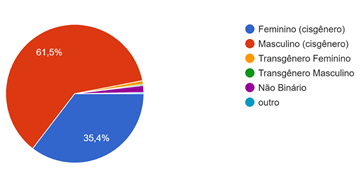 61,5%
35,4%
Feminino (cisgênero)
Masculino (cisgênero)
Transgênero Feminino
Transgênero Masculino
Não Binário
outro